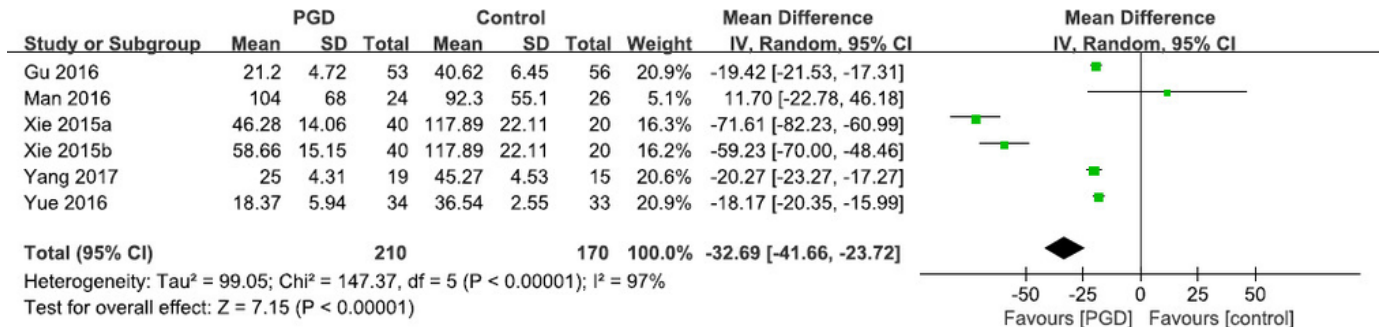 PGD Control Mean Difference Mean Difference
Study or Subgroup Mean SD Total Mean SD Total Weight IV, Random, 95% CI IV, Random, 95% CI
Gu 2016 21.2 4.72 53 40.62 6.45 56 20.9% -19.42 [-21.53, -17.31]
Man 2016 104 68 24 92.3 55.1 26 5.1% 11.70 [-22.78, 46.18]
Xie 2015a 46.28 14.06 40 117.89 22.11 20 16.3% -71.61 [-82.23, -60.99]
Xie 2015b 58.66 15.15 40 117.89 22.11 20 16.2% -59.23 [-70.00, -48.46]
Yang 2017 25 4.31 19 45.27 4.53 15 20.6% -20.27 [-23.27, -17.27]
Yue 2016 18.37 5.94 34 36.54 2.55 33 20.9% -18.17 [-20.35, -15.99]
Total (95% CI) 210 170 100.0% -32.69 [-41.66, -23.72]
Heterogeneity: Tau² = 99.05; Chi² = 147.37, df = 5 (P < 0.00001); I² = 97%
Test for overall effect: Z = 7.15 (P < 0.00001)
-50 -25 0 25 50
Favours [PGD] Favours [control]